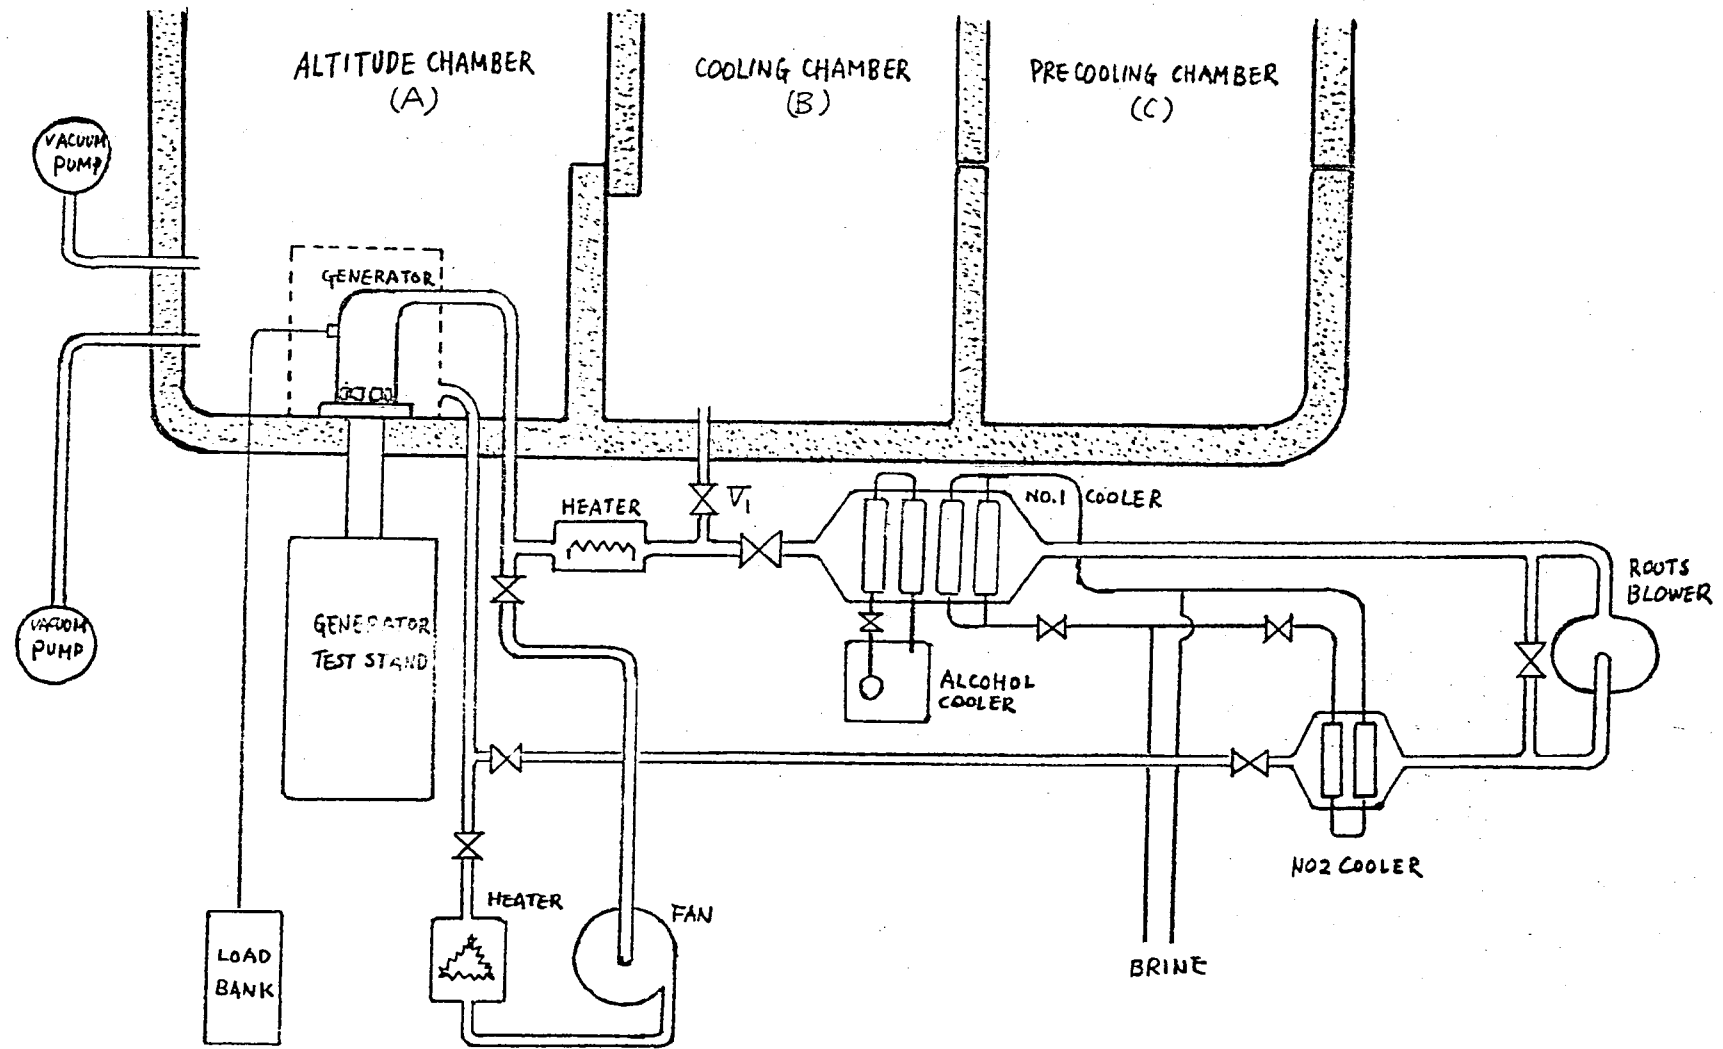 ALTITUDE CHAMBER
(A)
COOLING CHAMBER
(B)
PRECOOLING CHAMBER
(C)
VACUUM
PUMP
GENERATOR
HEATER
V1
NO.1 COOLER
ROOTS
BLOWER
VACUUM
PUMP
GENERATOR
TEST STAND
ALCOHOL
COOLER
NO2 COOLER
HEATER
FAN
LOAD
BANK
BRINE